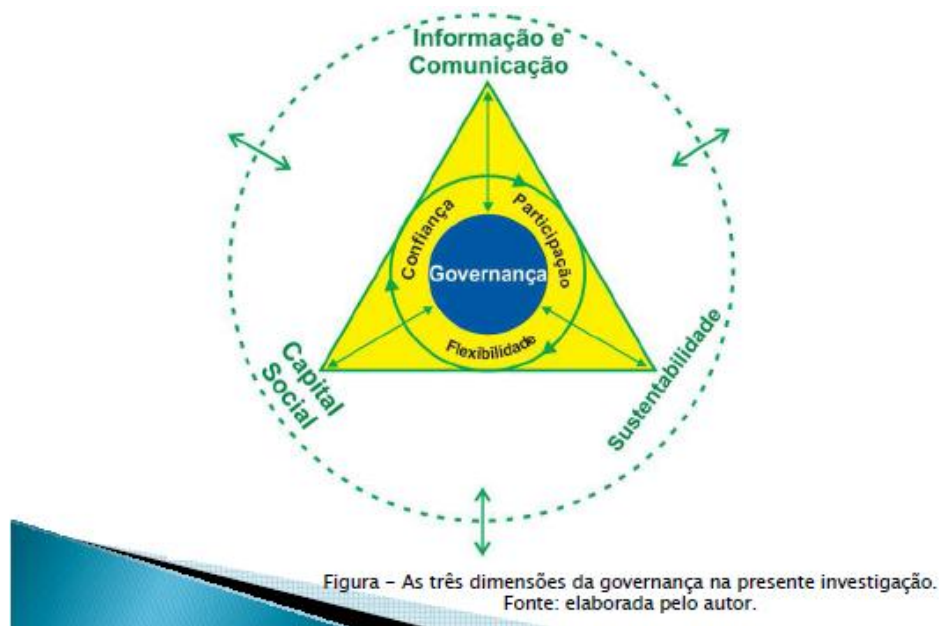 Informação e
Comunicação
Confiança
Participação
Governança
Flexibilidade
Capital
Social
Sustentabilidade
Figura – As três dimensões da governança na presente investigação.
Fonte: elaborada pelo autor.